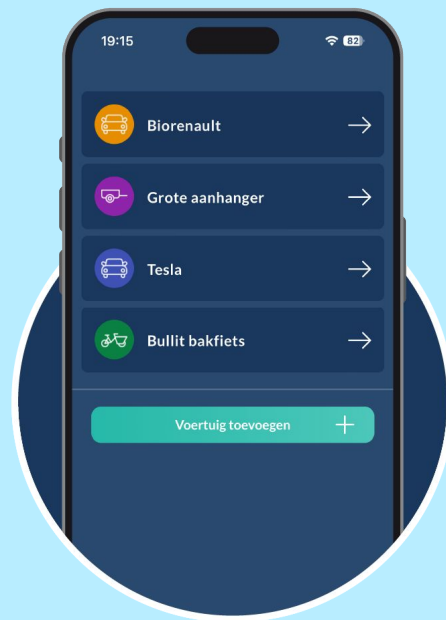 19:15
82
Biorenault
Grote aanhanger
Tesla
Bullit bakfiets
Voertuig toevoegen